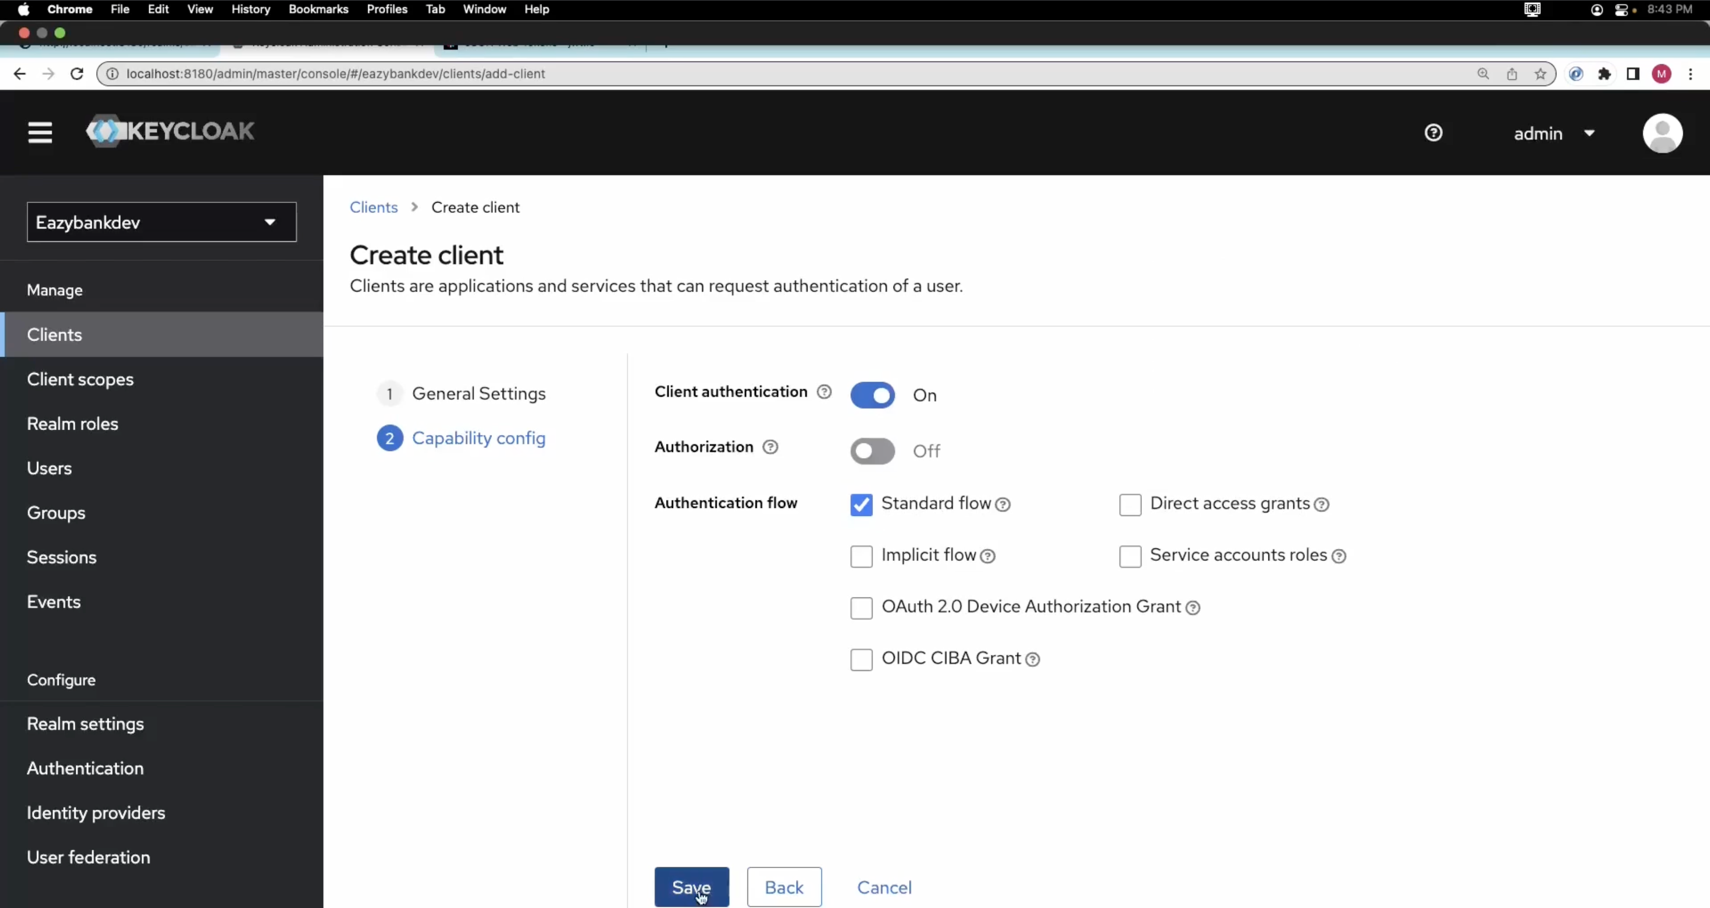 Chrome File Edit View History Bookmarks Profiles Tab Window Help 8:43 PM
localhost:8180/admin/master/console/#/eazybankdev/clients/add-client M
KEYCLOAK admin
Eazybankdev
Manage
Clients
Client scopes
Realm roles
Users
Groups
Sessions
Events
Configure
Realm settings
Authentication
Identity providers
User federation
Clients > Create client
Create client
Clients are applications and services that can request authentication of a user.
1 General Settings
2 Capability config
Client authentication ? On
Authorization ? Off
Authentication flow
Standard flow ? Direct access grants ?
Implicit flow ? Service accounts roles ?
OAuth 2.0 Device Authorization Grant ?
OIDC CIBA Grant ?
Save Back Cancel